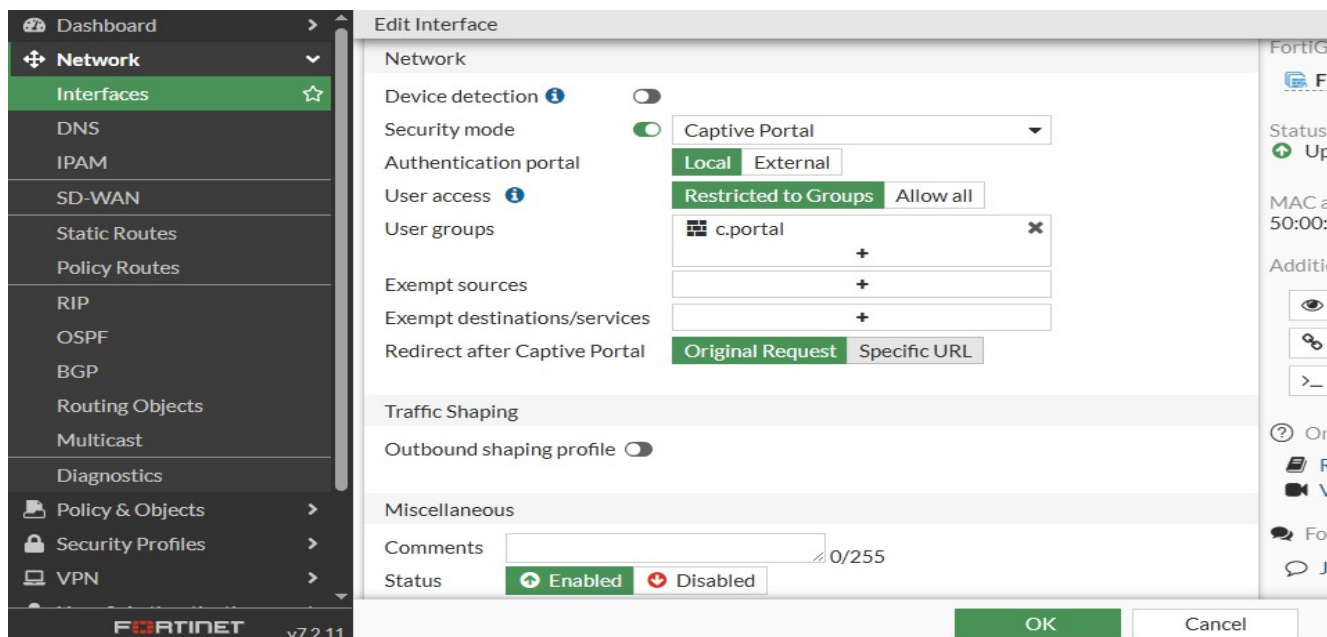 Dashboard
Network
Interfaces
DNS
IPAM
SD-WAN
Static Routes
Policy Routes
RIP
OSPF
BGP
Routing Objects
Multicast
Diagnostics
Policy & Objects
Security Profiles
VPN
FORTINET v7.2.11
Edit Interface
Network
Device detection
Security mode Captive Portal
Authentication portal Local External
User access Restricted to Groups Allow all
User groups c.portal
+
Exempt sources +
Exempt destinations/services +
Redirect after Captive Portal Original Request Specific URL
Traffic Shaping
Outbound shaping profile
Miscellaneous
Comments 0/255
Status Enabled Disabled
OK Cancel
FortiG
F
Status
Up
MAC a
50:00:
Additi
>_
Or
R
V
Fo
J